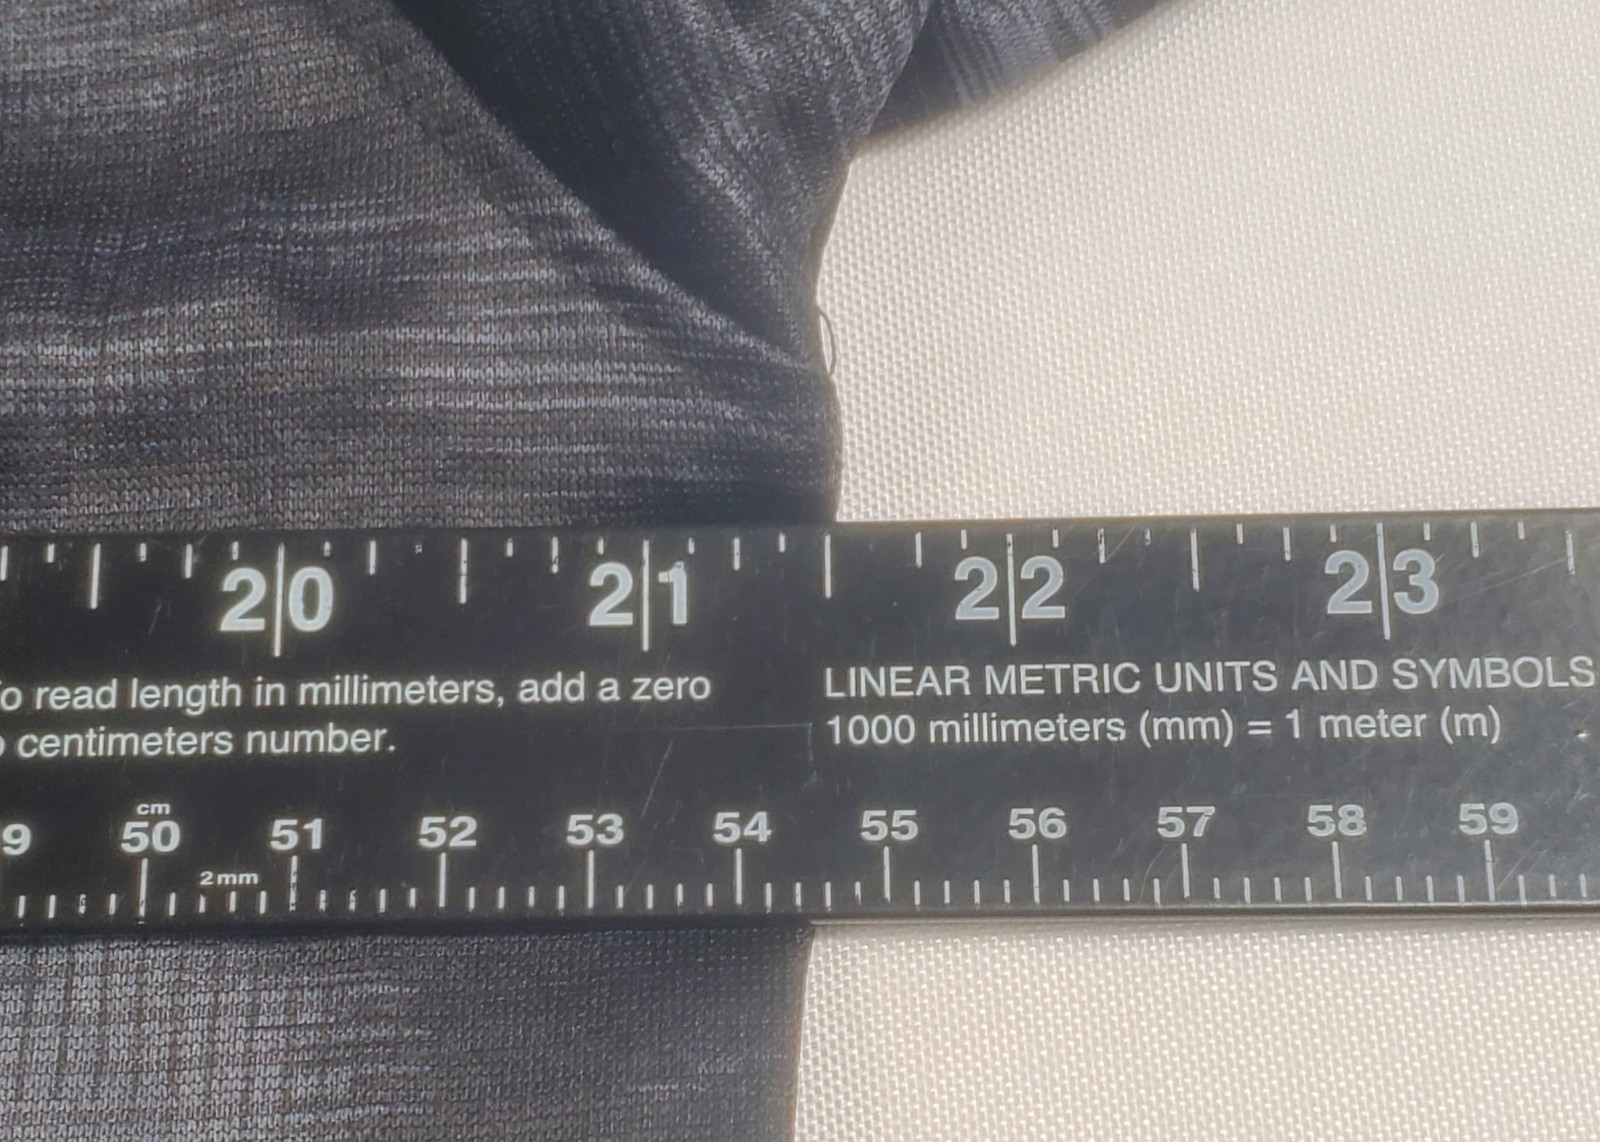 20 21 22 23
o read length in millimeters, add a zero
centimeters number.
LINEAR METRIC UNITS AND SYMBOLS
1000 millimeters (mm) = 1 meter (m)
cm
9 50 51 52 53 54 55 56 57 58 59
2mm